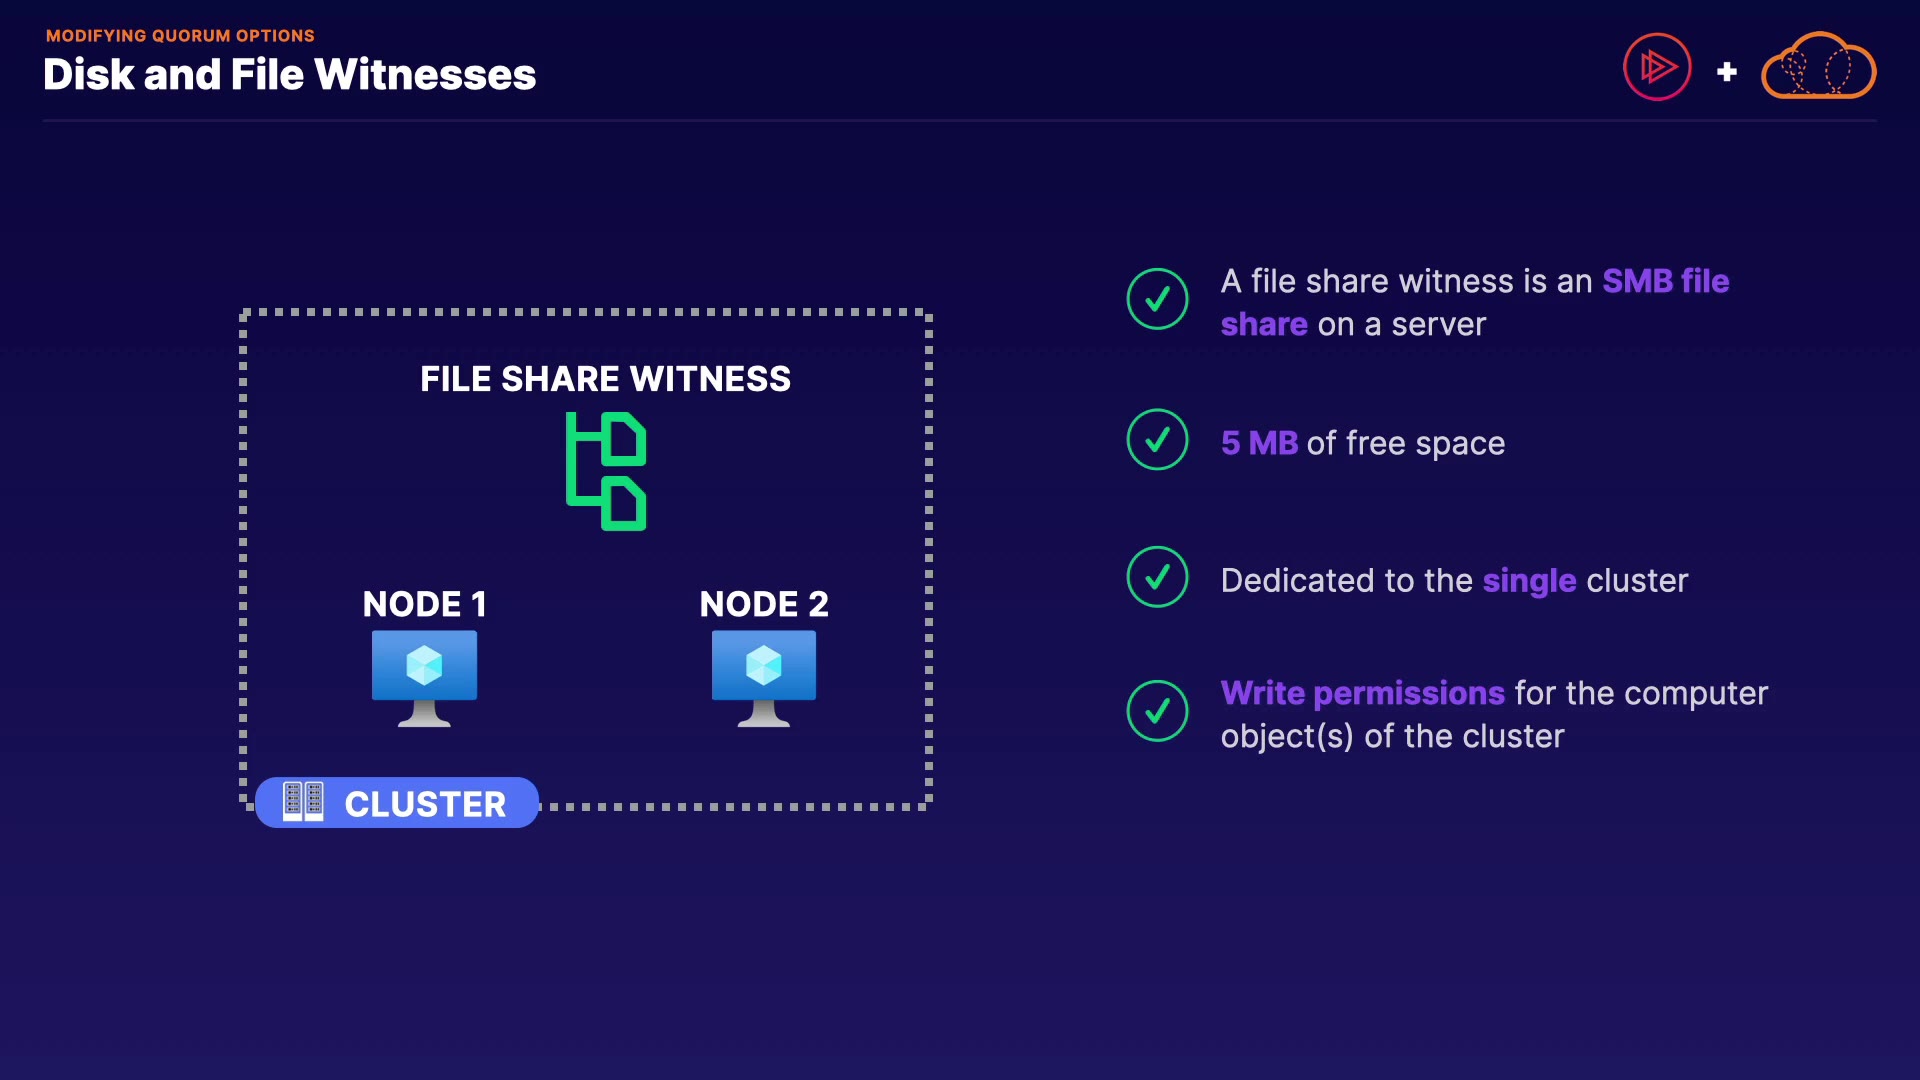 MODIFYING QUORUM OPTIONS
Disk and File Witnesses
FILE SHARE WITNESS
NODE 1
NODE 2
CLUSTER
A file share witness is an SMB file
share on a server
5 MB of free space
Dedicated to the single cluster
Write permissions for the computer
object(s) of the cluster